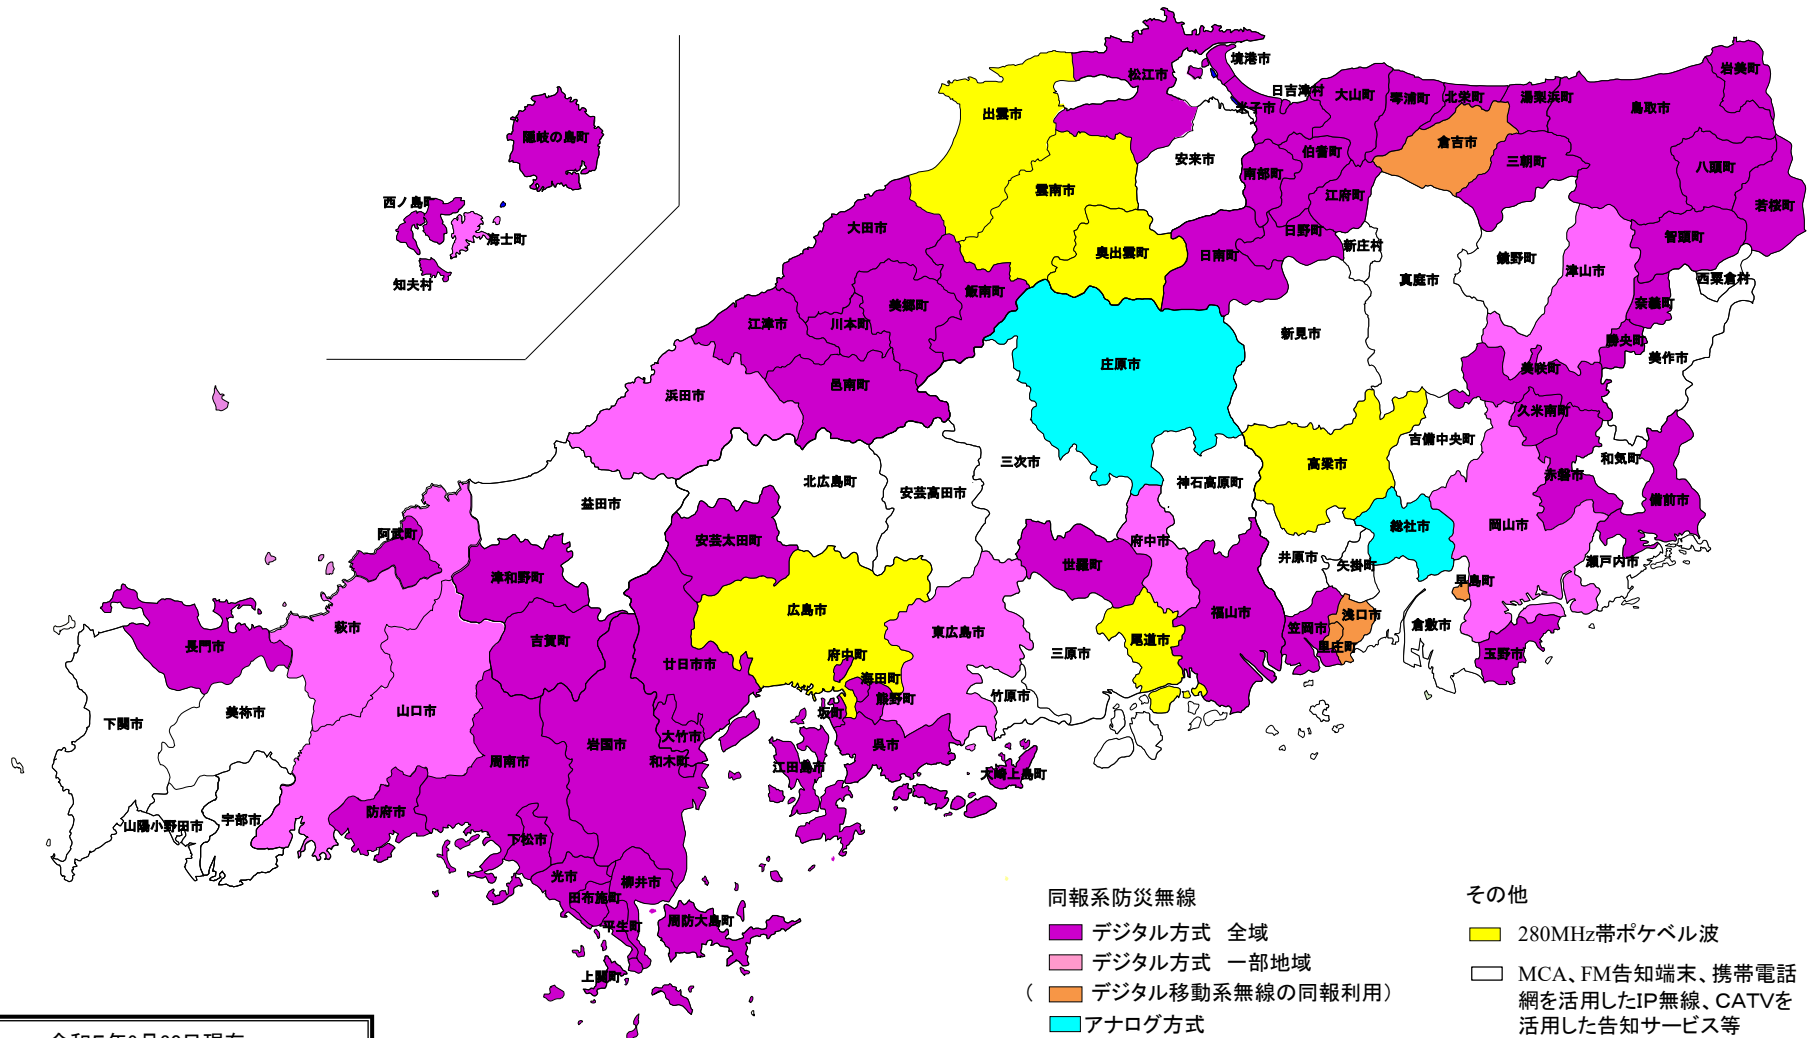 境港市
松江市
岩美町
日吉津村
大山町
琴浦町
北栄町
湯梨浜町
鳥取市
米子市
出雲市
隠岐の島町
倉吉市
伯耆町
安来市
三朝町
八頭町
南部町
雲南市
江府町
西ノ島町
若桜町
大田市
日野町
海士町
新庄村
智頭町
奥出雲町
日南町
鏡野町
津山市
真庭市
西粟倉村
知夫村
飯南町
美郷町
奈義町
江津市
川本町
新見市
勝央町
美作市
庄原市
美咲町
邑南町
浜田市
久米南町
吉備中央町
三次市
高梁市
和気町
北広島町
安芸高田市
神石高原町
赤磐市
備前市
益田市
岡山市
総社市
阿武町
安芸太田町
府中市
井原市
瀬戸内市
世羅町
矢掛町
津和野町
早島町
広島市
福山市
浅口市
萩市
東広島市
笠岡市
倉敷市
長門市
吉賀町
尾道市
里庄町
三原市
府中町
玉野市
廿日市市
海田町
熊野町
竹原市
山口市
美祢市
坂町
下関市
大竹市
岩国市
呉市
周南市
和木町
江田島市
大崎上島町
防府市
宇部市
山陽小野田市
下松市
光市
柳井市
田布施町
周防大島町
平生町
上関町
同報系防災無線
デジタル方式 全域
デジタル方式 一部地域
( デジタル移動系無線の同報利用)
アナログ方式
その他
280MHz帯ポケベル波
MCA、FM告知端末、携帯電話
網を活用したIP無線、CATVを
活用した告知サービス等